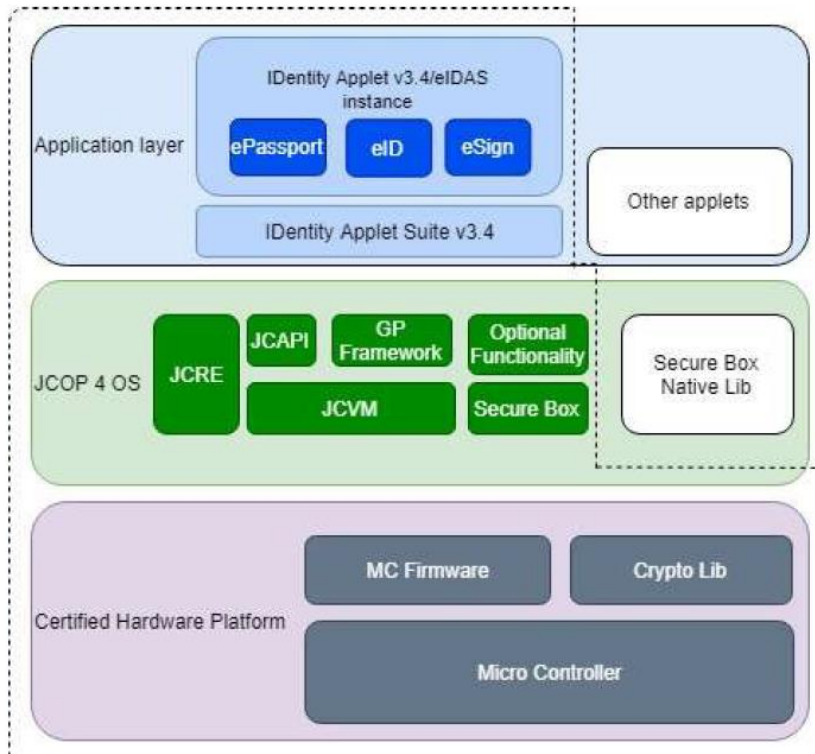 IDentity Applet v3.4/eIDAS
instance
Application layer
ePassport
eID
eSign
Other applets
IDentity Applet Suite v3.4
JCOP 4 OS
JCRE
JCAPI
GP
Framework
Optional
Functionality
JCVM
Secure Box
Secure Box
Native Lib
Certified Hardware Platform
MC Firmware
Crypto Lib
Micro Controller